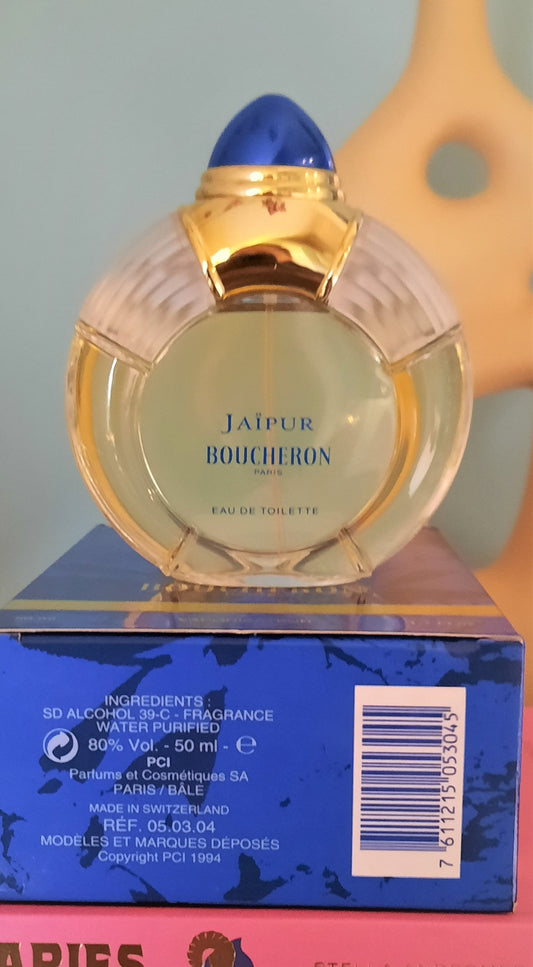 JAÏPUR
BOUCHERON
PARIS
EAU DE TOILETTE
BOUCHERON
INGREDIENTS :
SD ALCOHOL 39-C - FRAGRANCE
WATER PURIFIED
80% Vol. - 50 ml - ℮
PCI
Parfums et Cosmétiques SA
PARIS / BÂLE
MADE IN SWITZERLAND
RÉF. 05.03.04
MODÈLES ET MARQUES DÉPOSÉS
Copyright PCI 1994
7 611215 053045
ARIES